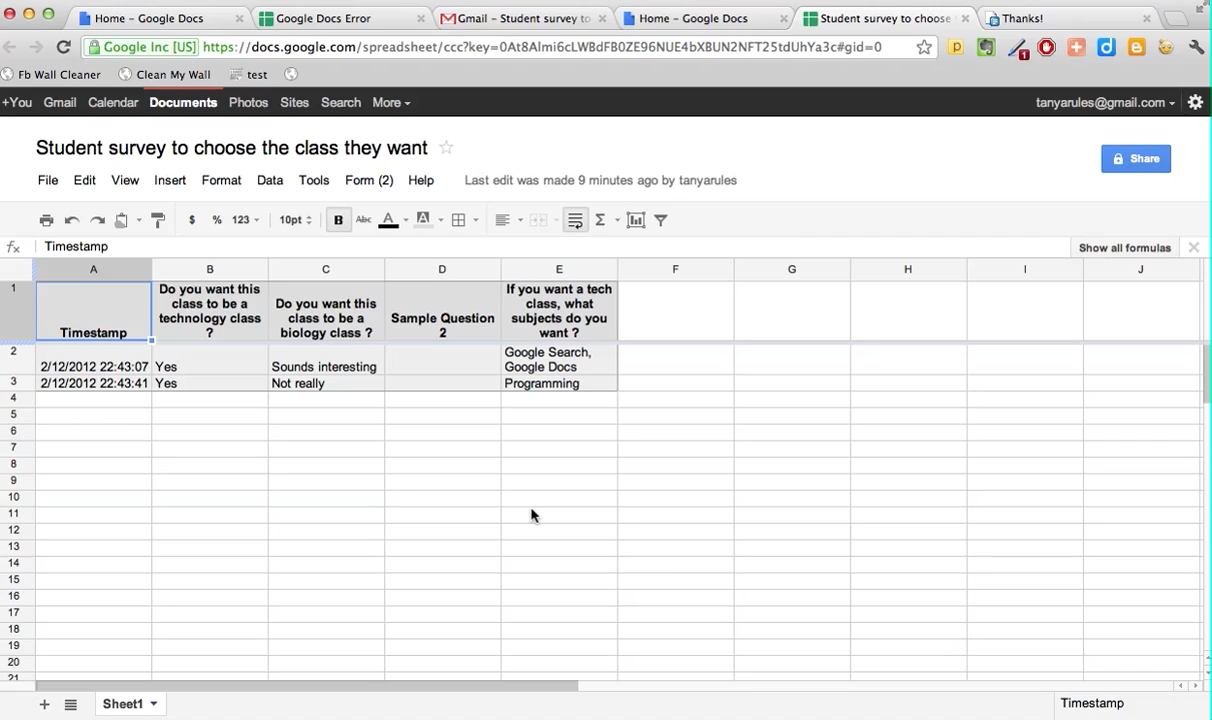 Home - Google Docs
Google Docs Error
Gmail - Student survey to
Home - Google Docs
Student survey to choose
Thanks!
Google Inc [US]
https://docs.google.com/spreadsheet/ccc?key=0At8Almi6cLWBdFB0ZE96NUE4bXBUN2NFT25tdUhYa3c#gid=0
1
Fb Wall Cleaner
Clean My Wall
test
+You Gmail Calendar Documents Photos Sites Search More
tanyarules@gmail.com
Student survey to choose the class they want
Share
File Edit View Insert Format Data Tools Form (2) Help
Last edit was made 9 minutes ago by tanyarules
$ % 123 10pt B Abc A A Σ
fx Timestamp
Show all formulas
A B C D E F G H I J
1
Timestamp
Do you want this
class to be a
technology class
?
Do you want this
class to be a
biology class ?
Sample Question
2
If you want a tech
class, what
subjects do you
want ?
2
2/12/2012 22:43:07
Yes
Sounds interesting
Google Search,
Google Docs
3
2/12/2012 22:43:41
Yes
Not really
Programming
4
5
6
7
8
9
10
11
12
13
14
15
16
17
18
19
20
21
Sheet1
Timestamp